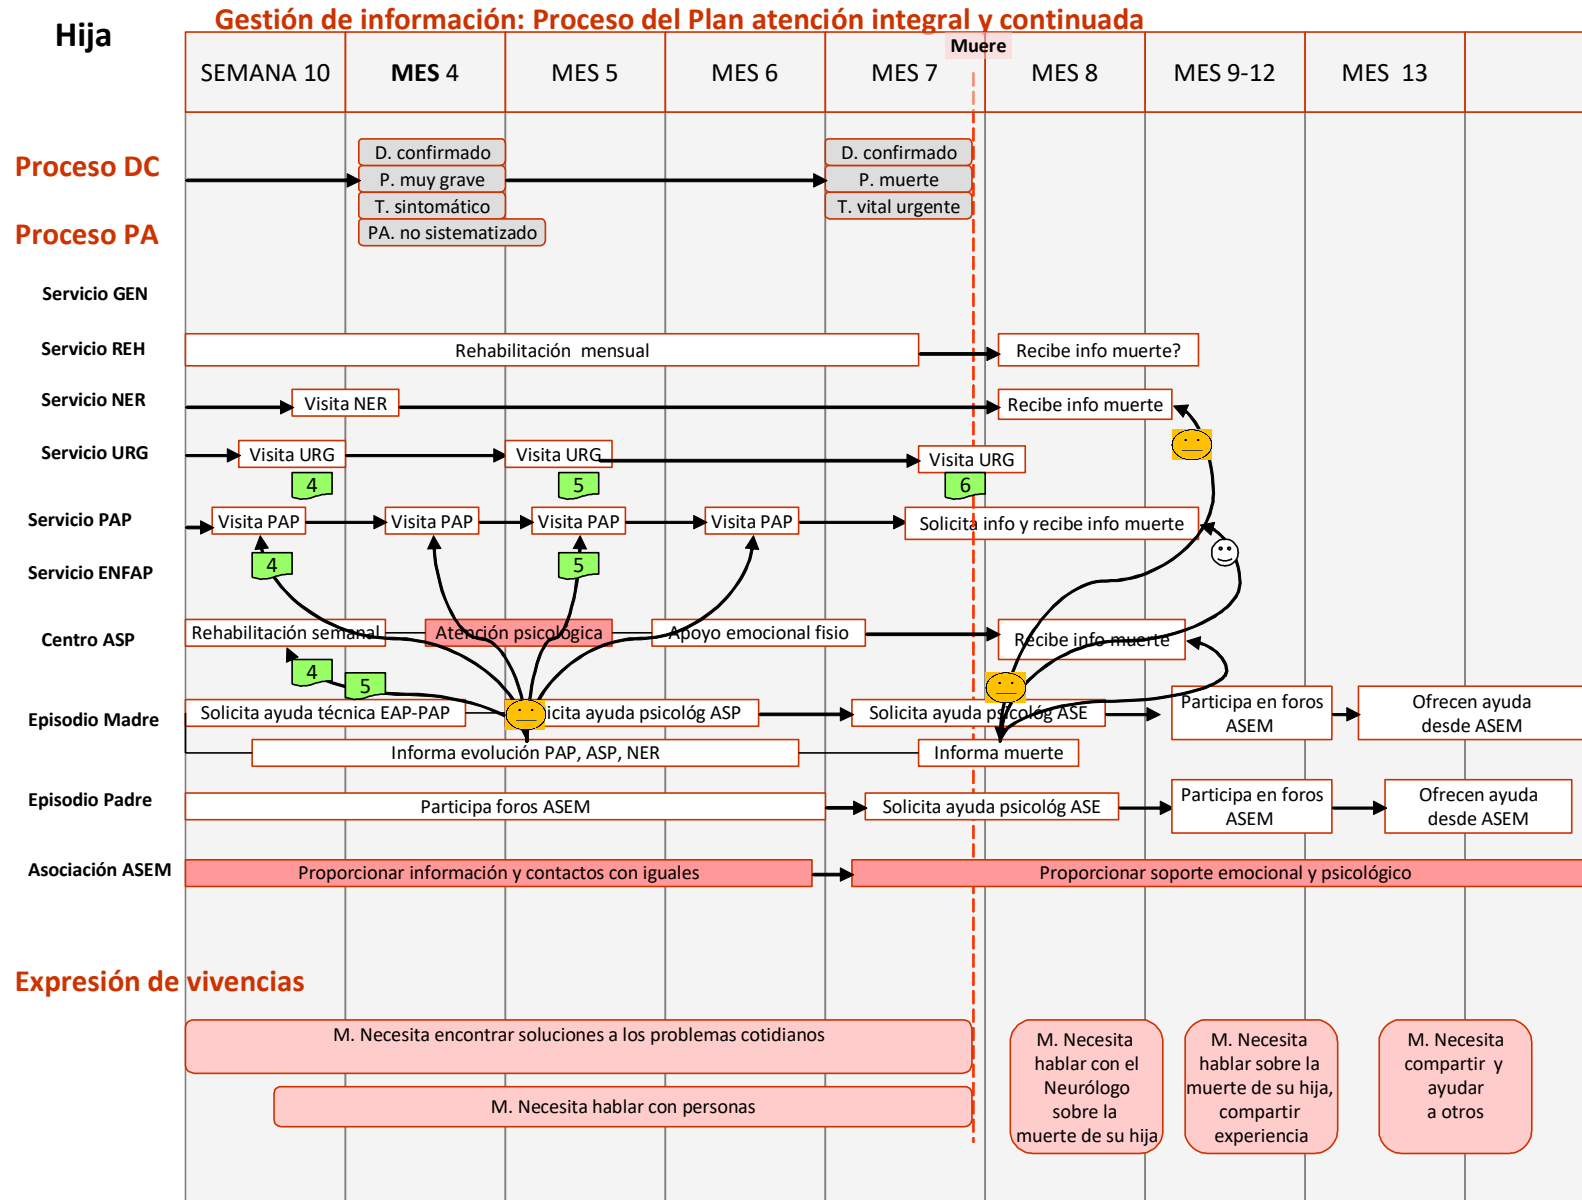 Gestión de información: Proceso del Plan atención integral y continuada
Hija
Muere
SEMANA 10
MES 4
MES 5
MES 6
MES 7
MES 8
MES 9-12
MES 13
Proceso DC
D. confirmado
P. muy grave
T. sintomático
PA. no sistematizado
D. confirmado
P. muerte
T. vital urgente
Proceso PA
Servicio GEN
Servicio REH
Rehabilitación mensual
Recibe info muerte?
Servicio NER
Visita NER
Recibe info muerte
Servicio URG
Visita URG
Visita URG
Visita URG
4
5
6
Servicio PAP
Visita PAP
Visita PAP
Visita PAP
Visita PAP
Solicita info y recibe info muerte
4
5
Servicio ENFAP
Centro ASP
Rehabilitación semanal
Atención psicológica
Apoyo emocional fisio
Recibe info muerte
4
5
Episodio Madre
Solicita ayuda técnica EAP-PAP
icita ayuda psicológ ASP
Solicita ayuda psicológ ASE
Participa en foros
ASEM
Ofrecen ayuda
desde ASEM
Informa evolución PAP, ASP, NER
Informa muerte
Episodio Padre
Participa foros ASEM
Solicita ayuda psicológ ASE
Participa en foros
ASEM
Ofrecen ayuda
desde ASEM
Asociación ASEM
Proporcionar información y contactos con iguales
Proporcionar soporte emocional y psicológico
Expresión de vivencias
M. Necesita encontrar soluciones a los problemas cotidianos
M. Necesita hablar con personas
M. Necesita
hablar con el
Neurólogo
sobre la
muerte de su hija
M. Necesita
hablar sobre la
muerte de su hija,
compartir
experiencia
M. Necesita
compartir y
ayudar
a otros